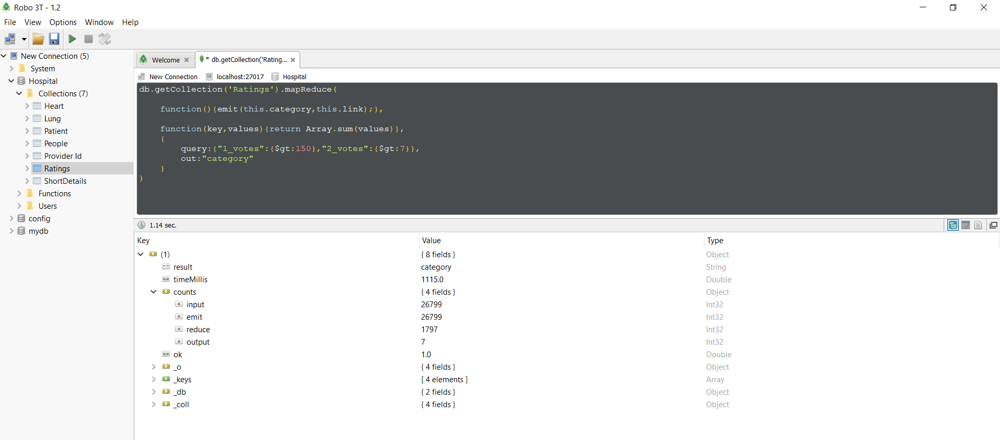 Robo 3T - 1.2
File View Options Window Help
New Connection (5)
System
Hospital
Collections (7)
Heart
Lung
Patient
People
Provider Id
Ratings
ShortDetails
Functions
Users
config
mydb
Welcome
* db.getCollection('Rating...
New Connection localhost:27017 Hospital
db.getCollection('Ratings').mapReduce(
function(){emit(this.category,this.link);},
function(key,values){return Array.sum(values)},
{
query:{"1_votes":{$gt:150},"2_votes":{$gt:7}},
out:"category"
}
)
1.14 sec.
Key Value Type
(1) { 8 fields } Object
result category String
timeMillis 1115.0 Double
counts { 4 fields } Object
input 26799 Int32
emit 26799 Int32
reduce 1797 Int32
output 7 Int32
ok 1.0 Double
_o { 4 fields } Object
_keys [ 4 elements ] Array
_db { 2 fields } Object
_coll { 4 fields } Object